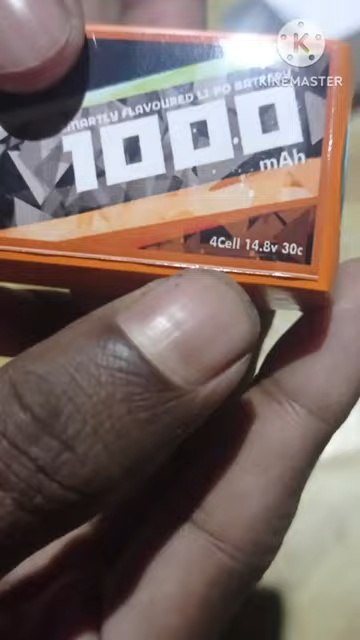 KINEMASTER
SMARTLY FLAVOURED LI PO BATTERY
1000
mAh
4Cell 14.8v 30c